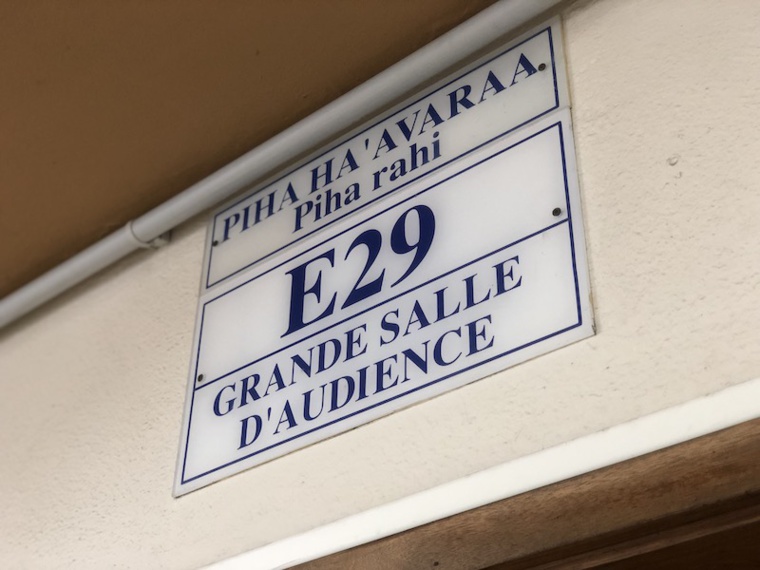 PIHA HA'AVARAA
Piha rahi
E29
GRANDE SALLE
D'AUDIENCE